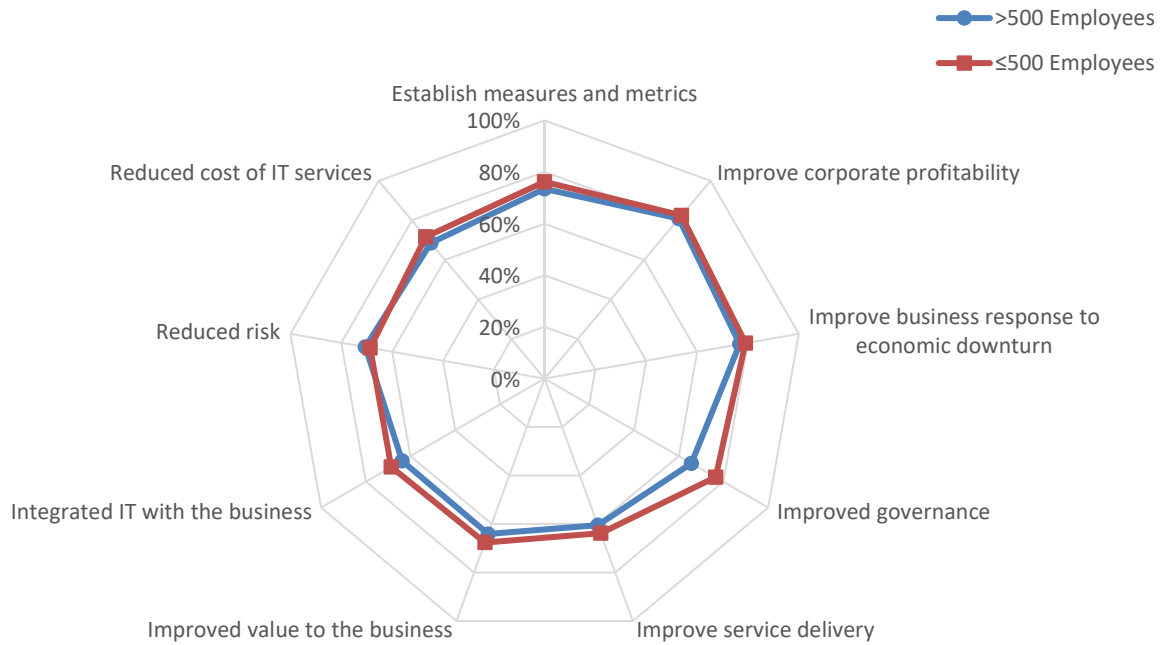 >500 Employees
≤500 Employees
Establish measures and metrics
100%
Reduced cost of IT services
Improve corporate profitability
80%
60%
40%
Reduced risk
Improve business response to
economic downturn
20%
0%
Integrated IT with the business
Improved governance
Improved value to the business
Improve service delivery